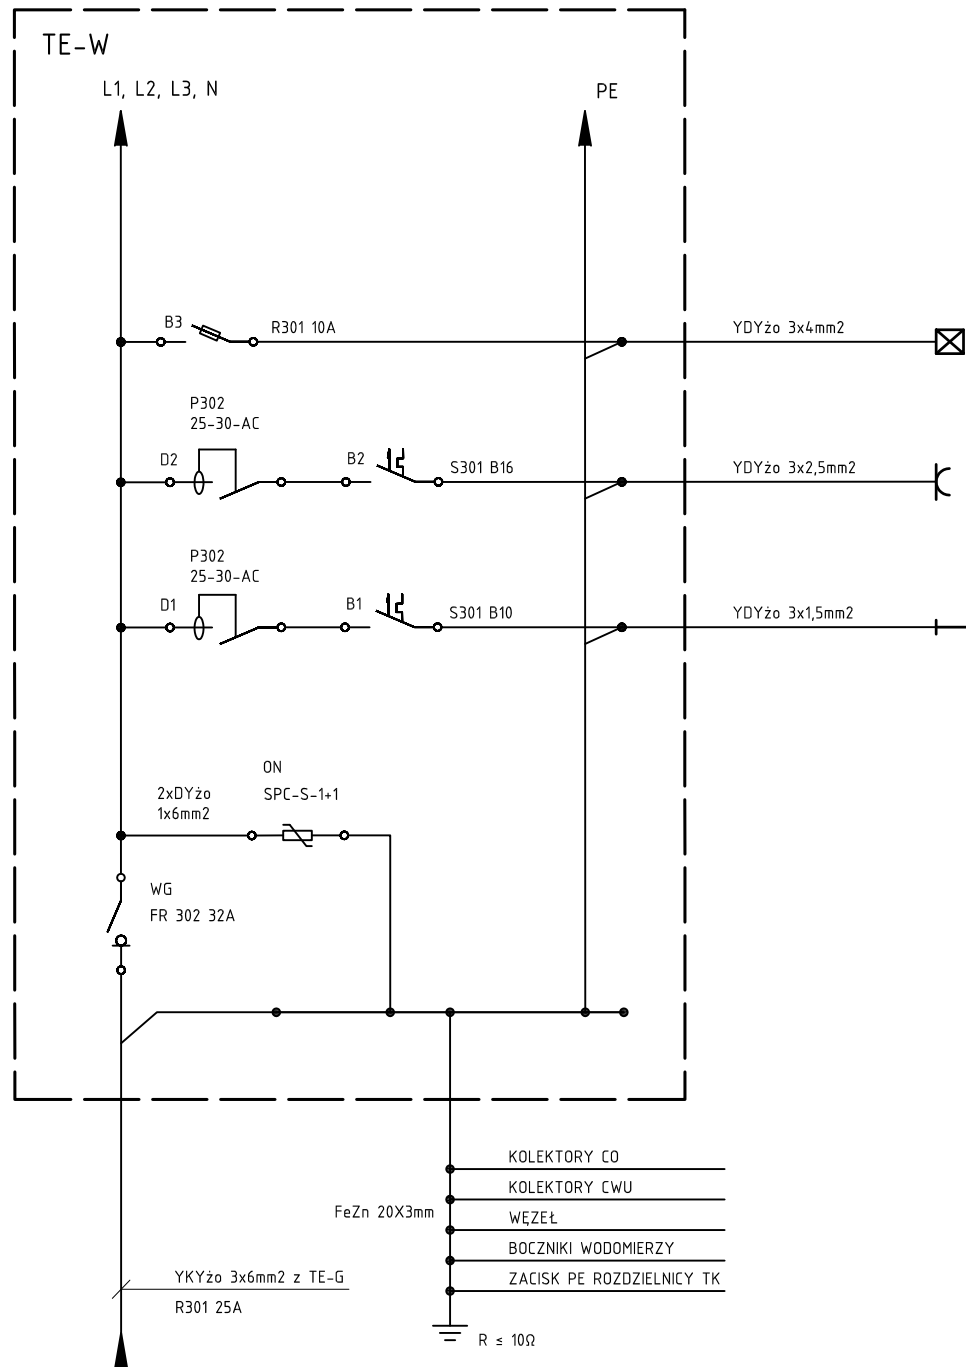 TE-W
L1, L2, L3, N
PE
B3
R301 10A
YDYżo 3x4mm2
P302
25-30-AC
D2
B2
S301 B16
YDYżo 3x2,5mm2
P302
25-30-AC
D1
B1
S301 B10
YDYżo 3x1,5mm2
ON
2xDYżo
SPC-S-1+1
1x6mm2
WG
FR 302 32A
KOLEKTORY CO
KOLEKTORY CWU
FeZn 20X3mm
WĘZEŁ
BOCZNIKI WODOMIERZY
ZACISK PE ROZDZIELNICY TK
YKYżo 3x6mm2 z TE-G
R301 25A
R ≤ 10Ω